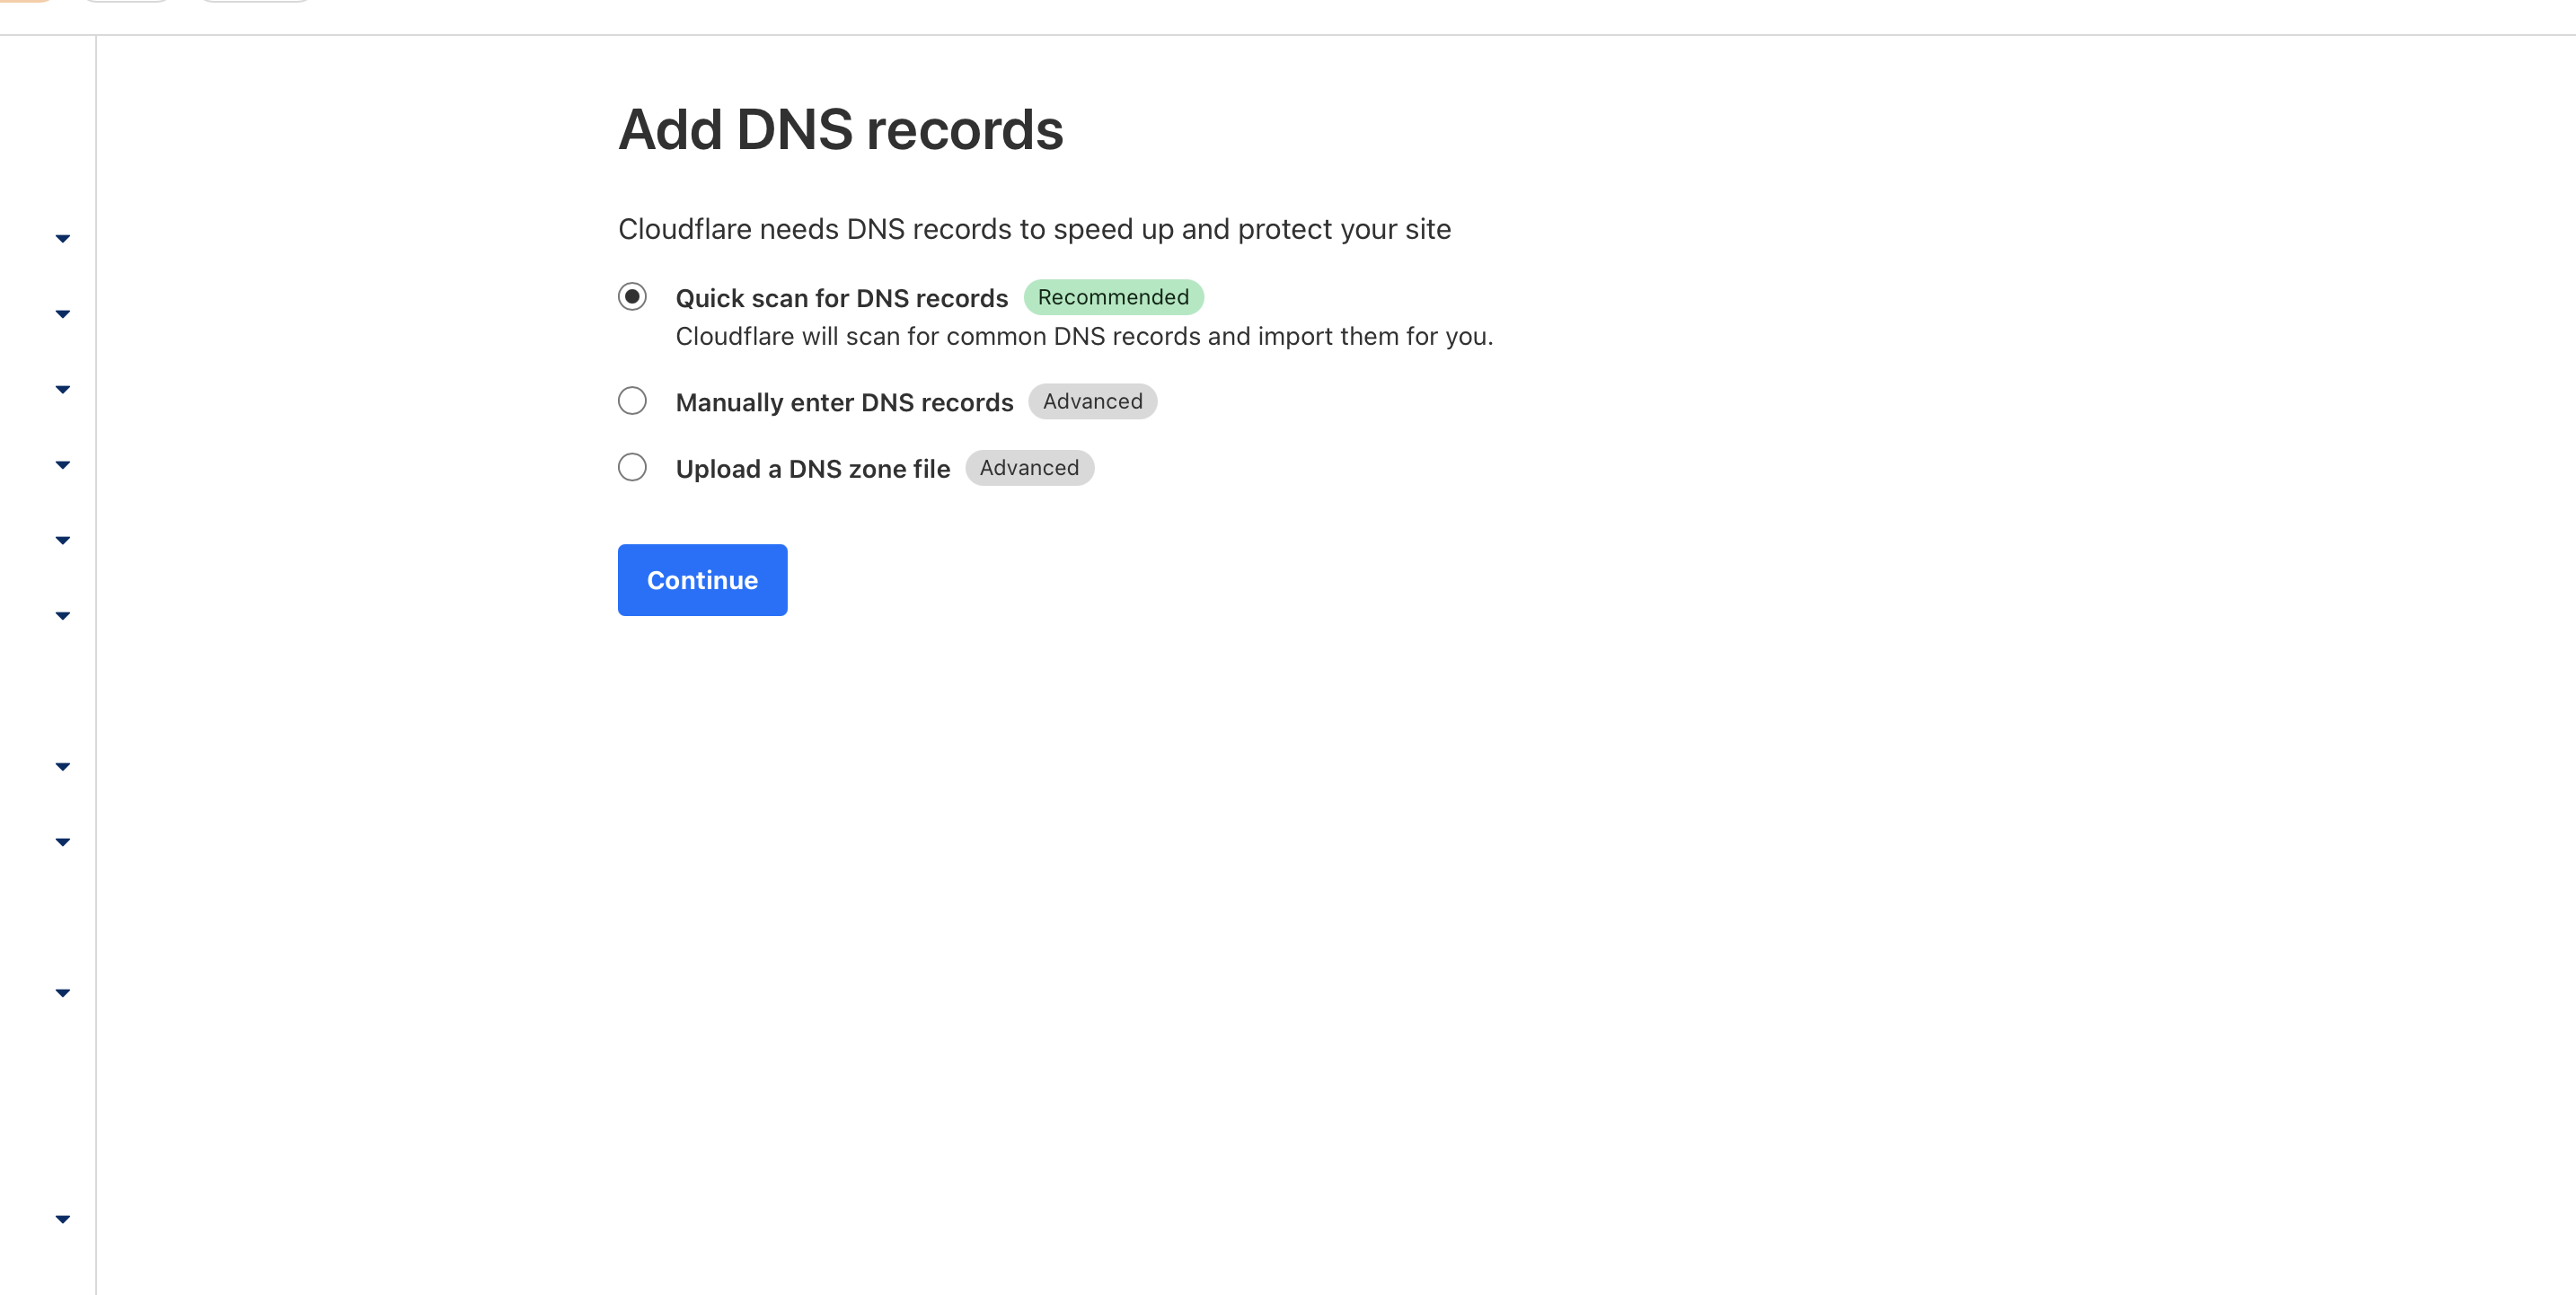 Add DNS records
Cloudflare needs DNS records to speed up and protect your site
Quick scan for DNS records Recommended
Cloudflare will scan for common DNS records and import them for you.
Manually enter DNS records Advanced
Upload a DNS zone file Advanced
Continue